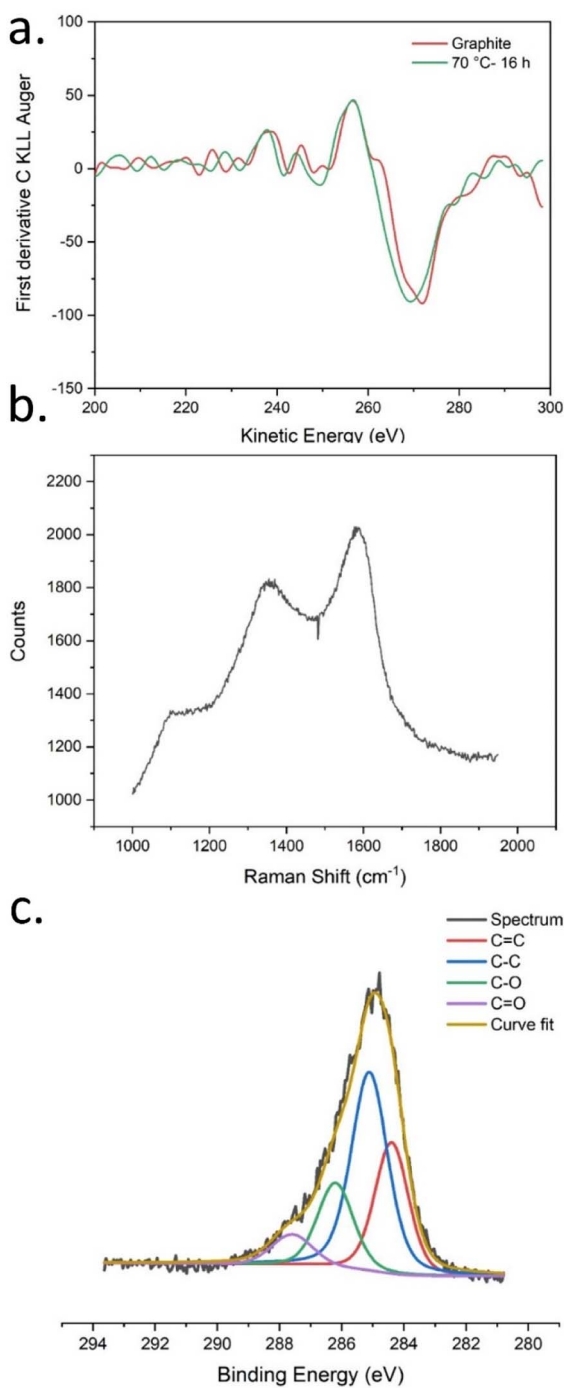 a.
Graphite
70 °C- 16 h
First derivative C KLL Auger
100
50
0
-50
-100
-150
200 220 240 260 280 300
Kinetic Energy (eV)
b.
Counts
2200
2000
1800
1600
1400
1200
1000
1000 1200 1400 1600 1800 2000
Raman Shift (cm⁻¹)
c.
Spectrum
C=C
C-C
C-O
C=O
Curve fit
294 292 290 288 286 284 282 280
Binding Energy (eV)